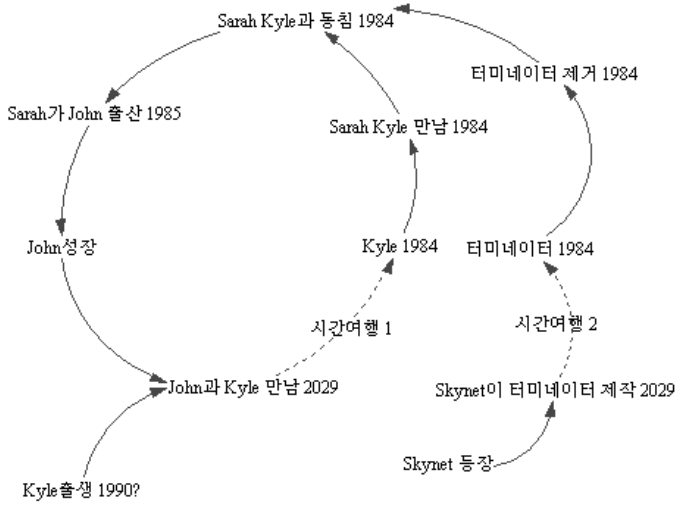 Sarah Kyle과 동침 1984
터미네이터 제거 1984
Sarah가 John 출산 1985
Sarah Kyle 만남 1984
John성장
Kyle 1984
터미네이터 1984
시간여행 1
시간여행 2
John과 Kyle 만남 2029
Skynet이 터미네이터 제작 2029
Skynet 등장
Kyle출생 1990?